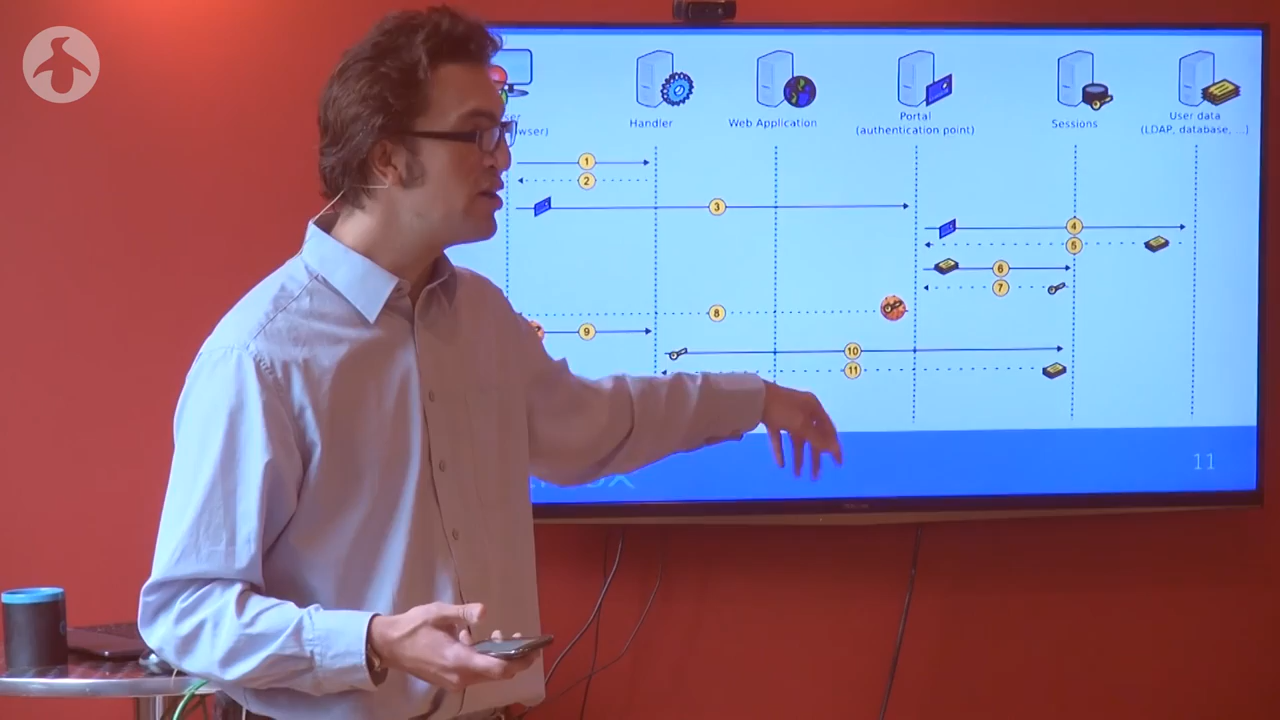 Handler
Web Application
Portal
(authentication point)
Sessions
User data
(LDAP, database, ...)
1
2
3
4
5
6
7
8
9
10
11
11